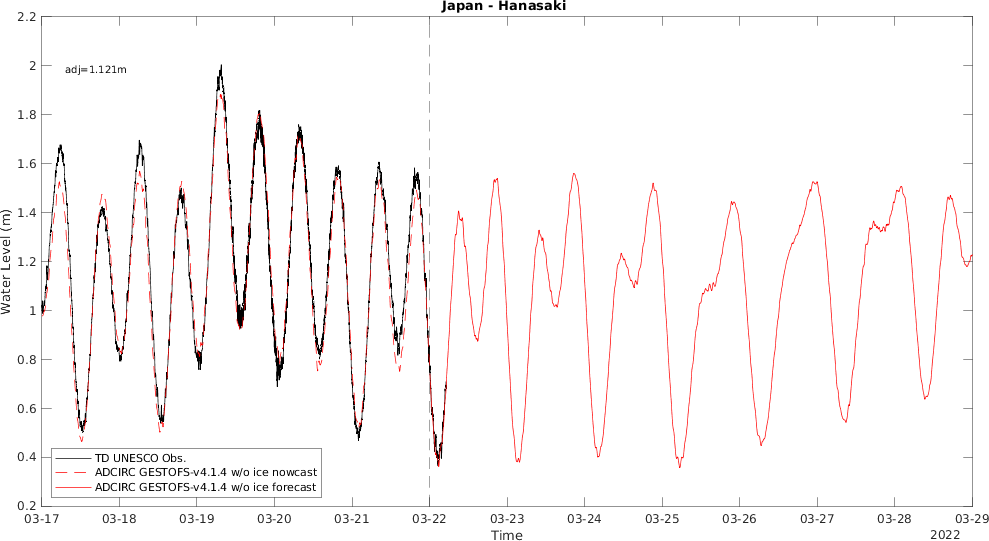 Japan - Hanasaki
2.2
2
1.8
1.6
1.4
1.2
1
0.8
0.6
0.4
0.2
Water Level (m)
adj=1.121m
TD UNESCO Obs.
ADCIRC GESTOFS-v4.1.4 w/o ice nowcast
ADCIRC GESTOFS-v4.1.4 w/o ice forecast
03-17 03-18 03-19 03-20 03-21 03-22 03-23 03-24 03-25 03-26 03-27 03-28 03-29
Time
2022